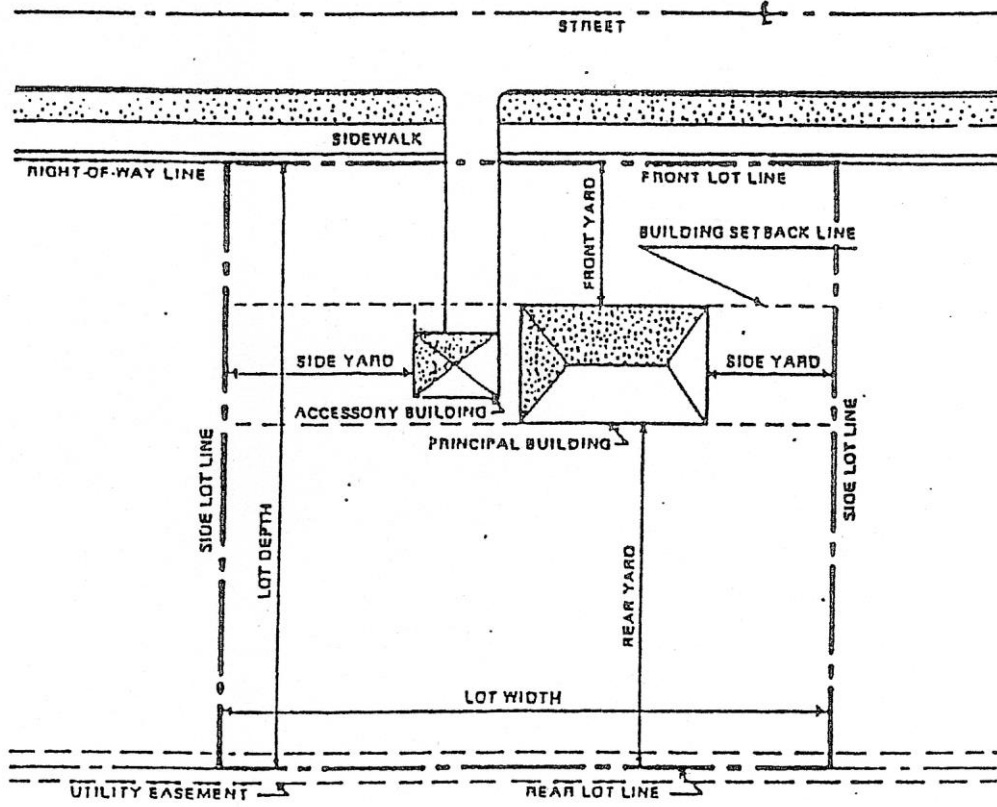 STREET
SIDEWALK
RIGHT-OF-WAY LINE
FRONT LOT LINE
FRONT YARD
BUILDING SETBACK LINE
SIDE YARD
SIDE YARD
ACCESSORY BUILDING
PRINCIPAL BUILDING
SIDE LOT LINE
LOT DEPTH
REAR YARD
SIDE LOT LINE
LOT WIDTH
UTILITY EASEMENT
REAR LOT LINE